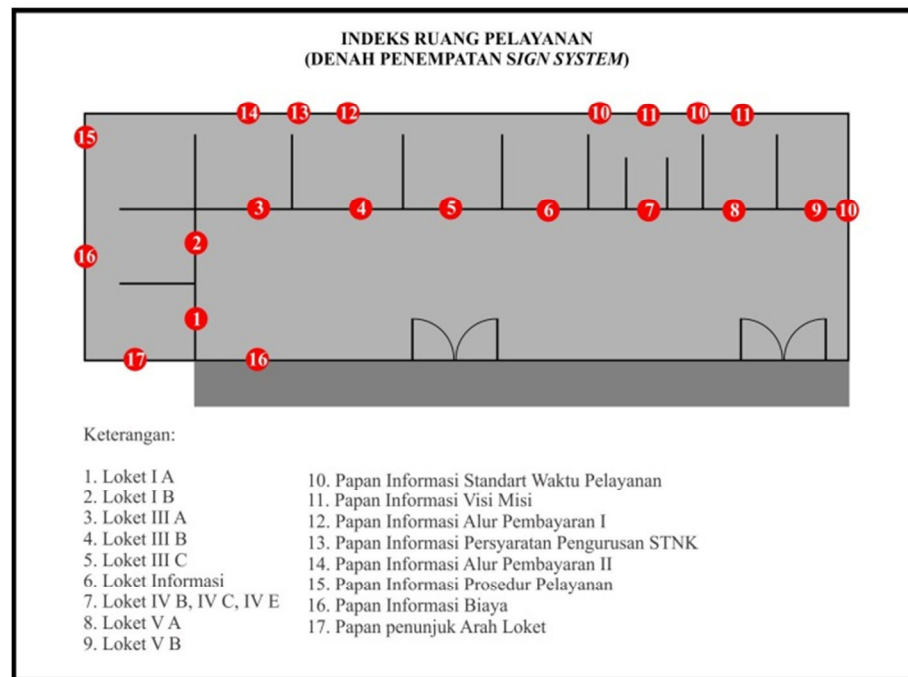 INDEKS RUANG PELAYANAN
(DENAH PENEMPATAN SIGN SYSTEM)
14
13
12
10
11
10
11
15
3
4
5
6
7
8
9
10
2
16
1
17
16
Keterangan:
1. Loket I A
2. Loket I B
3. Loket III A
4. Loket III B
5. Loket III C
6. Loket Informasi
7. Loket IV B, IV C, IV E
8. Loket V A
9. Loket V B
10. Papan Informasi Standart Waktu Pelayanan
11. Papan Informasi Visi Misi
12. Papan Informasi Alur Pembayaran I
13. Papan Informasi Persyaratan Pengurusan STNK
14. Papan Informasi Alur Pembayaran II
15. Papan Informasi Prosedur Pelayanan
16. Papan Informasi Biaya
17. Papan penunjuk Arah Loket